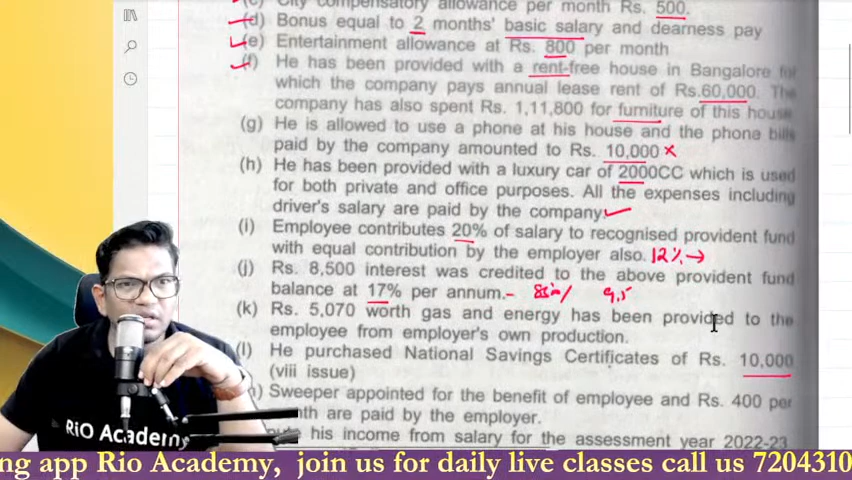 (c) City compensatory allowance per month Rs. 500.
(d) Bonus equal to 2 months' basic salary and dearness pay
(e) Entertainment allowance at Rs. 800 per month
(f) He has been provided with a rent-free house in Bangalore for
which the company pays annual lease rent of Rs.60,000. The
company has also spent Rs. 1,11,800 for furniture of this house
(g) He is allowed to use a phone at his house and the phone bills
paid by the company amounted to Rs. 10,000 x
(h) He has been provided with a luxury car of 2000CC which is used
for both private and office purposes. All the expenses including
driver's salary are paid by the company.
(i) Employee contributes 20% of salary to recognised provident fund
with equal contribution by the employer also. 12% →
(j) Rs. 8,500 interest was credited to the above provident fund
balance at 17% per annum. - 9.5
(k) Rs. 5,070 worth gas and energy has been provided to the
employee from employer's own production.
(l) He purchased National Savings Certificates of Rs. 10,000
(viii issue)
) Sweeper appointed for the benefit of employee and Rs. 400 per
nth are paid by the employer.
his income from salary for the assessment year 2022-23
RiO Academy
ng app Rio Academy, join us for daily live classes call us 7204310